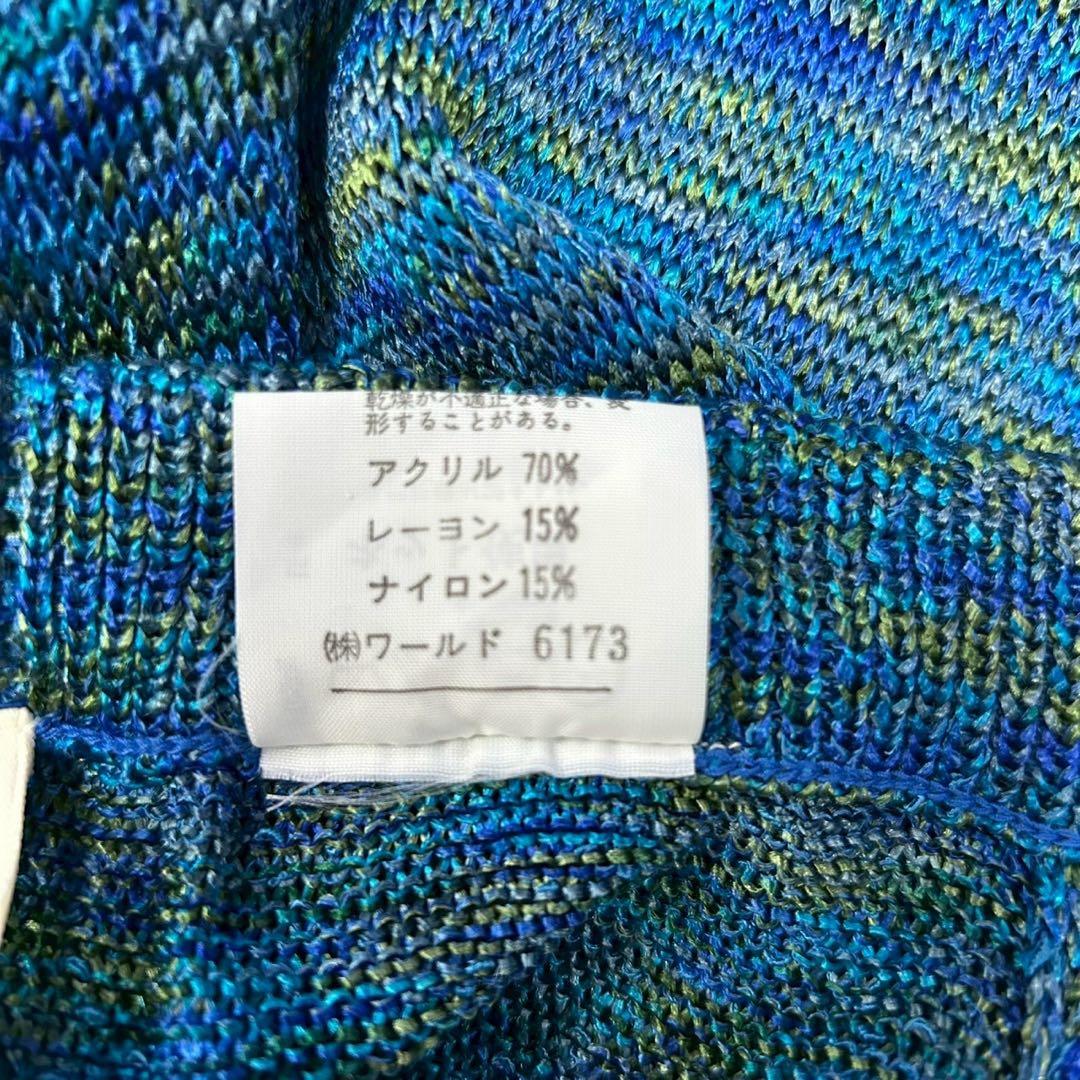 乾燥が不適正な場合、変
形することがある。
アクリル 70%
レーヨン 15%
ナイロン 15%
㈱ワールド 6173